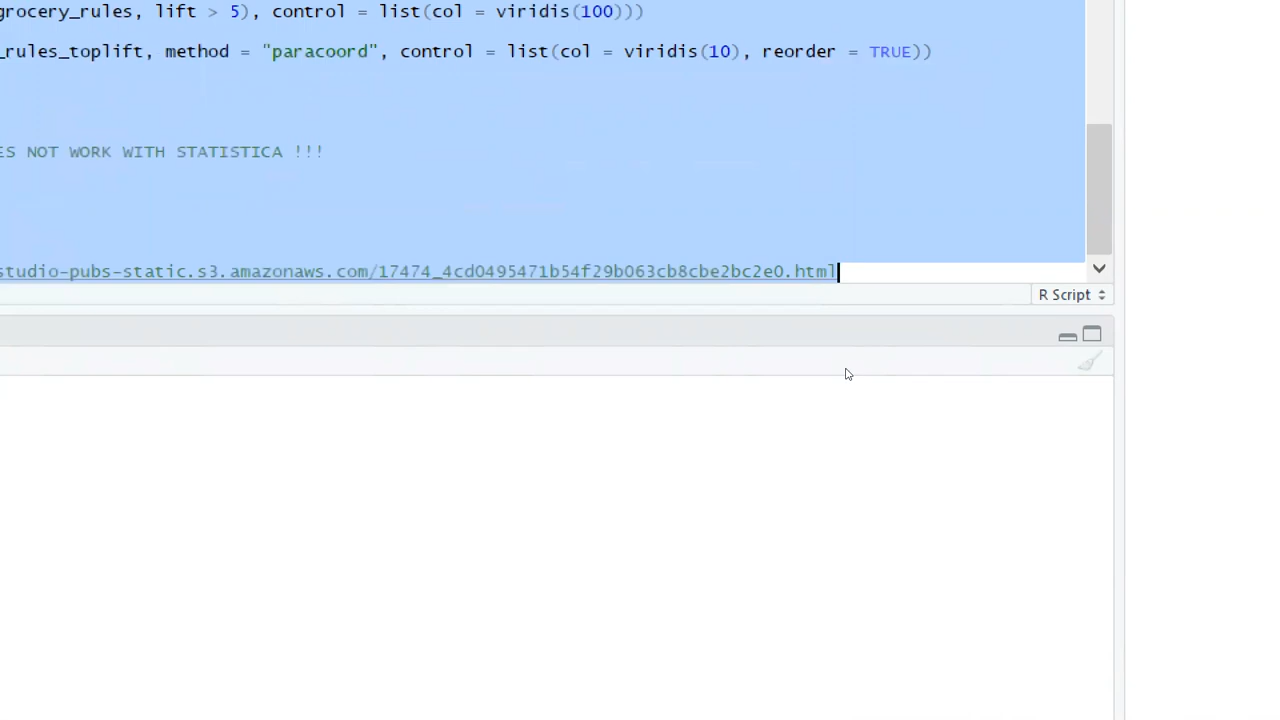 grocery_rules, lift > 5), control = list(col = viridis(100)))
_rules_toplift, method = "paracoord", control = list(col = viridis(10), reorder = TRUE))
ES NOT WORK WITH STATISTICA !!!
studio-pubs-static.s3.amazonaws.com/17474_4cd0495471b54f29b063cb8cbe2bc2e0.html
R Script